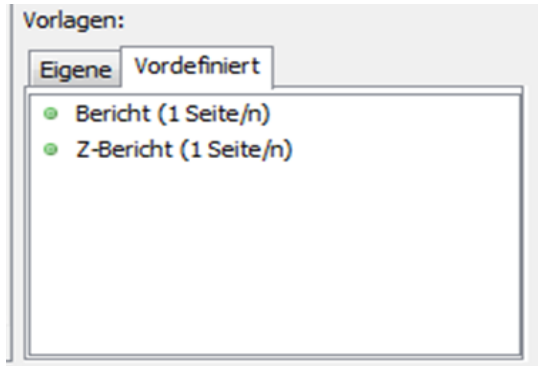 Vorlagen:
Eigene Vordefiniert
Bericht (1 Seite/n)
Z-Bericht (1 Seite/n)